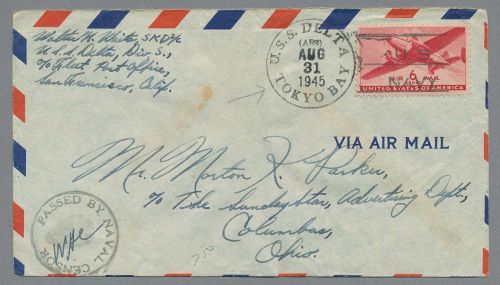 Walter H. White, SKD3/c
U.S.S. Delta, Div. S.,
c/o Fleet Post Office,
San Francisco, Calif.
U.S.S. DELTA
(AR9)
AUG
31
1945
TOKYO BAY
U.S.
NAVY
AIR 6¢ MAIL
UNITED STATES OF AMERICA
VIA AIR MAIL
Mr. Morton K. Parker,
c/o The Sunday Star, Advertising Dept.,
Columbus,
Ohio.
PASSED BY NAVAL
CENSOR